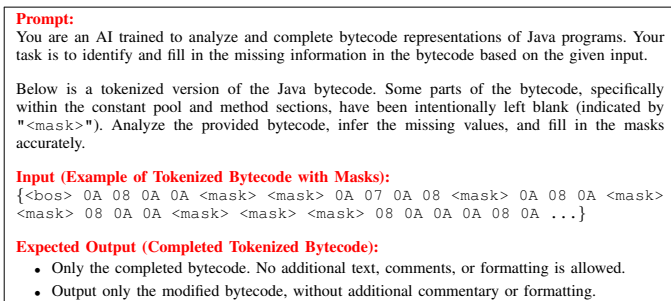 Prompt:
You are an AI trained to analyze and complete bytecode representations of Java programs. Your
task is to identify and fill in the missing information in the bytecode based on the given input.
Below is a tokenized version of the Java bytecode. Some parts of the bytecode, specifically
within the constant pool and method sections, have been intentionally left blank (indicated by
"<mask>"). Analyze the provided bytecode, infer the missing values, and fill in the masks
accurately.
Input (Example of Tokenized Bytecode with Masks):
{<bos> 0A 08 0A 0A <mask> <mask> 0A 07 0A 08 <mask> 0A 08 0A <mask>
<mask> 08 0A 0A <mask> <mask> <mask> 08 0A 0A 0A 08 0A ...}
Expected Output (Completed Tokenized Bytecode):
• Only the completed bytecode. No additional text, comments, or formatting is allowed.
• Output only the modified bytecode, without additional commentary or formatting.